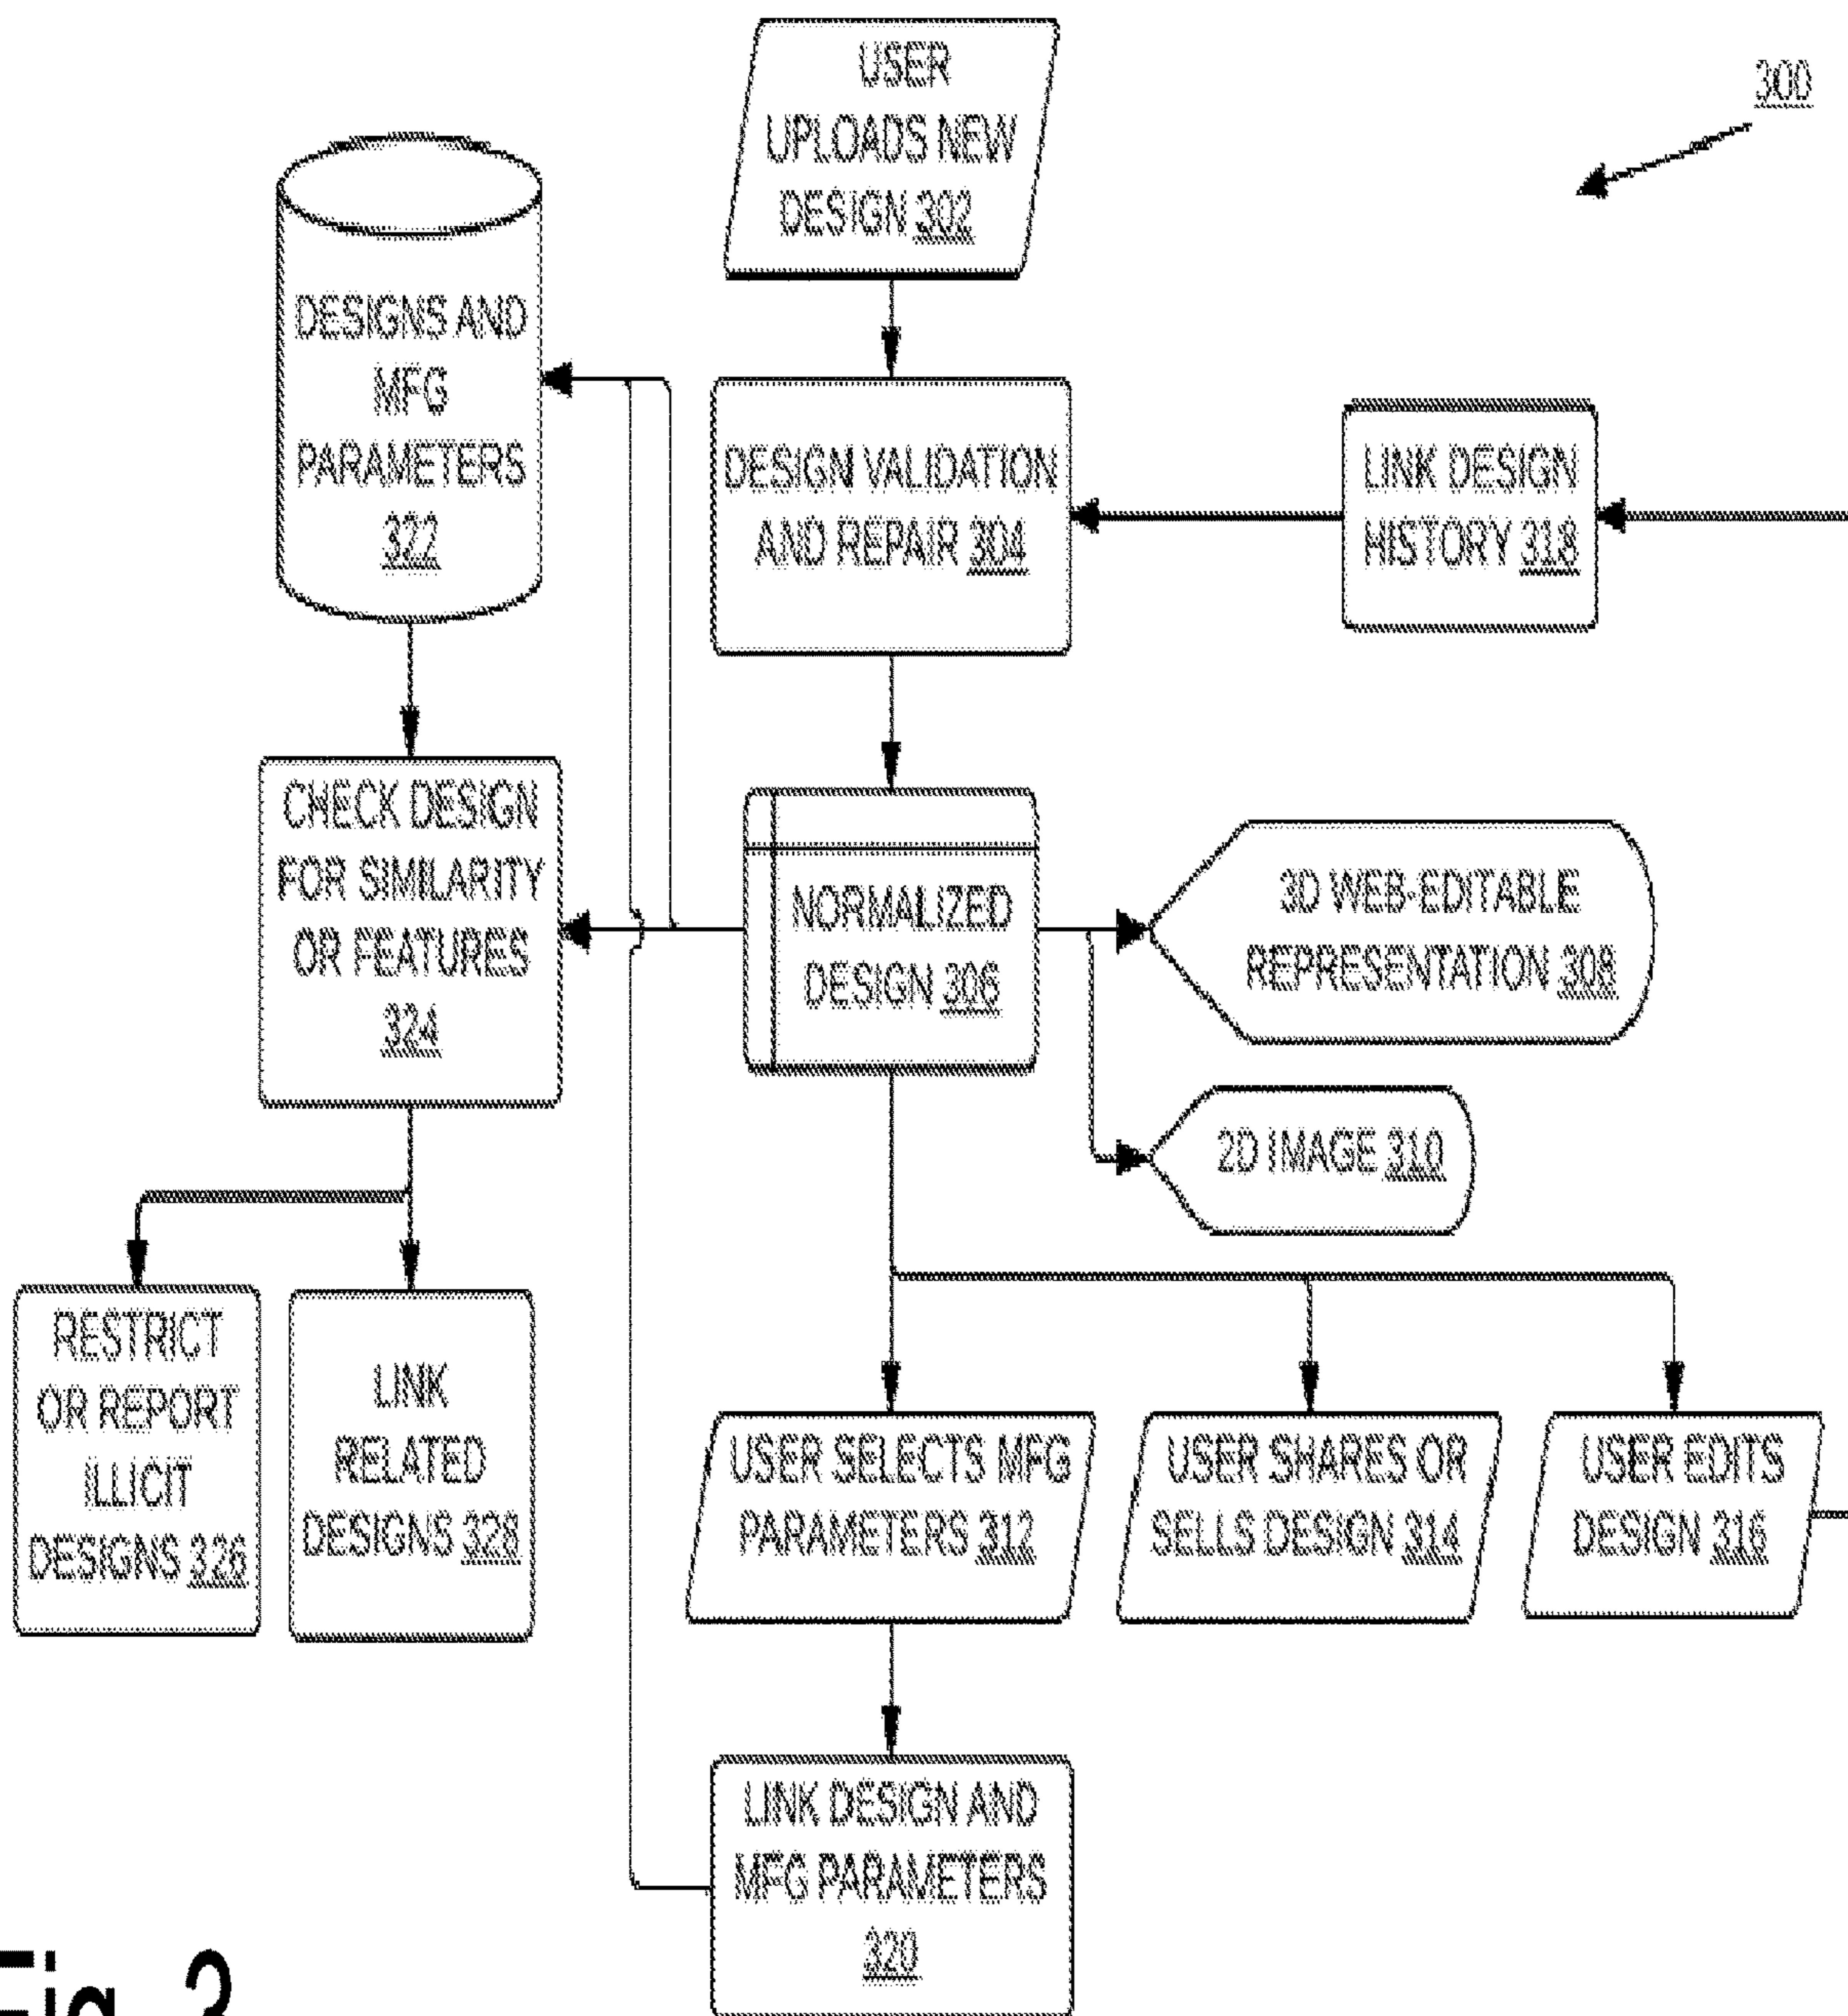 USER
UPLOADS NEW
DESIGN 302
300
DESIGNS AND
MFG
PARAMETERS
322
DESIGN VALIDATION
AND REPAIR 304
LINK DESIGN
HISTORY 318
CHECK DESIGN
FOR SIMILARITY
OR FEATURES
324
NORMALIZED
DESIGN 306
3D WEB-EDITABLE
REPRESENTATION 308
2D IMAGE 310
RESTRICT
OR REPORT
ILLICIT
DESIGNS 326
LINK
RELATED
DESIGNS 328
USER SELECTS MFG
PARAMETERS 312
USER SHARES OR
SELLS DESIGN 314
USER EDITS
DESIGN 316
LINK DESIGN AND
MFG PARAMETERS
320
Fig. 3